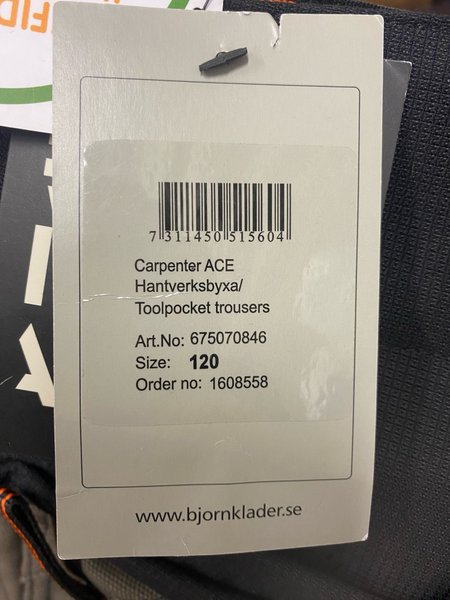 7 311450 515604
Carpenter ACE
Hantverksbyxa/
Toolpocket trousers
Art.No: 675070846
Size: 120
Order no: 1608558
www.bjornklader.se